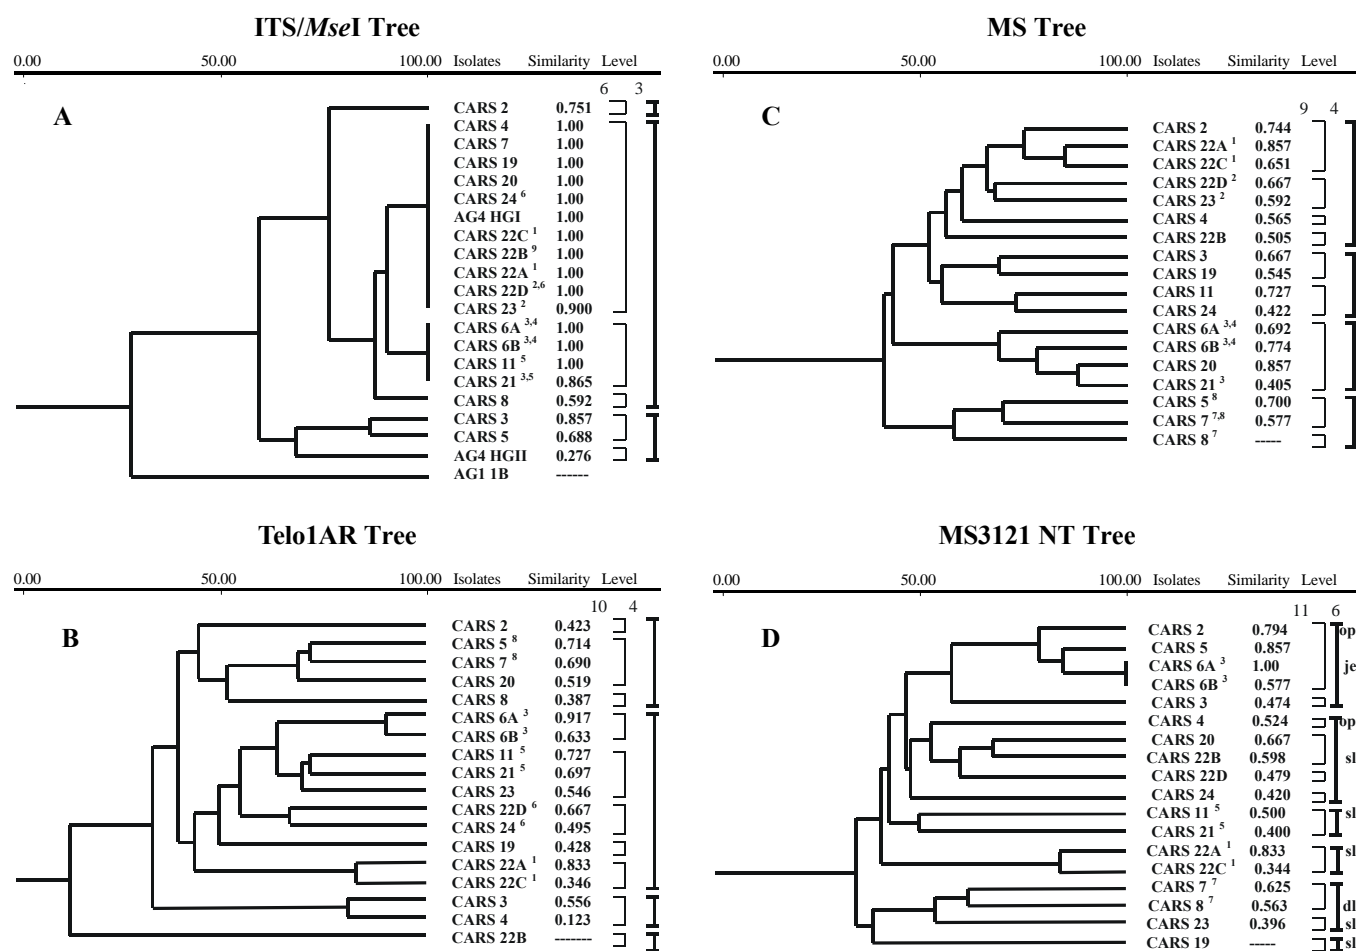 ITS/MseI Tree
0.00 50.00 100.00 Isolates Similarity Level
6 3
A
CARS 2 0.751
CARS 4 1.00
CARS 7 1.00
CARS 19 1.00
CARS 20 1.00
CARS 24 6 1.00
AG4 HGI 1.00
CARS 22C 1 1.00
CARS 22B 9 1.00
CARS 22A 1 1.00
CARS 22D 2,6 1.00
CARS 23 2 0.900
CARS 6A 3,4 1.00
CARS 6B 3,4 1.00
CARS 11 5 1.00
CARS 21 3,5 0.865
CARS 8 0.592
CARS 3 0.857
CARS 5 0.688
AG4 HGII 0.276
AG1 1B ------
MS Tree
0.00 50.00 100.00 Isolates Similarity Level
9 4
C
CARS 2 0.744
CARS 22A 1 0.857
CARS 22C 1 0.651
CARS 22D 2 0.667
CARS 23 2 0.592
CARS 4 0.565
CARS 22B 0.505
CARS 3 0.667
CARS 19 0.545
CARS 11 0.727
CARS 24 0.422
CARS 6A 3,4 0.692
CARS 6B 3,4 0.774
CARS 20 0.857
CARS 21 3 0.405
CARS 5 8 0.700
CARS 7 7,8 0.577
CARS 8 7 -----
Telo1AR Tree
0.00 50.00 100.00 Isolates Similarity Level
10 4
B
CARS 2 0.423
CARS 5 8 0.714
CARS 7 8 0.690
CARS 20 0.519
CARS 8 0.387
CARS 6A 3 0.917
CARS 6B 3 0.633
CARS 11 5 0.727
CARS 21 5 0.697
CARS 23 0.546
CARS 22D 6 0.667
CARS 24 6 0.495
CARS 19 0.428
CARS 22A 1 0.833
CARS 22C 1 0.346
CARS 3 0.556
CARS 4 0.123
CARS 22B -------
MS3121 NT Tree
0.00 50.00 100.00 Isolates Similarity Level
11 6
D
CARS 2 0.794 op
CARS 5 0.857
CARS 6A 3 1.00 je
CARS 6B 3 0.577
CARS 3 0.474
CARS 4 0.524 op
CARS 20 0.667
CARS 22B 0.598 sl
CARS 22D 0.479
CARS 24 0.420
CARS 11 5 0.500 sl
CARS 21 5 0.400
CARS 22A 1 0.833 sl
CARS 22C 1 0.344
CARS 7 7 0.625
CARS 8 7 0.563 dl
CARS 23 0.396 sl
CARS 19 -----